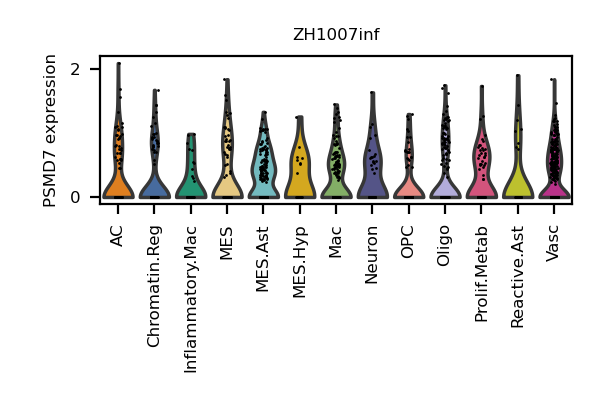 ZH1007inf
PSMD7 expression
2
0
AC
Chromatin.Reg
Inflammatory.Mac
MES
MES.Ast
MES.Hyp
Mac
Neuron
OPC
Oligo
Prolif.Metab
Reactive.Ast
Vasc